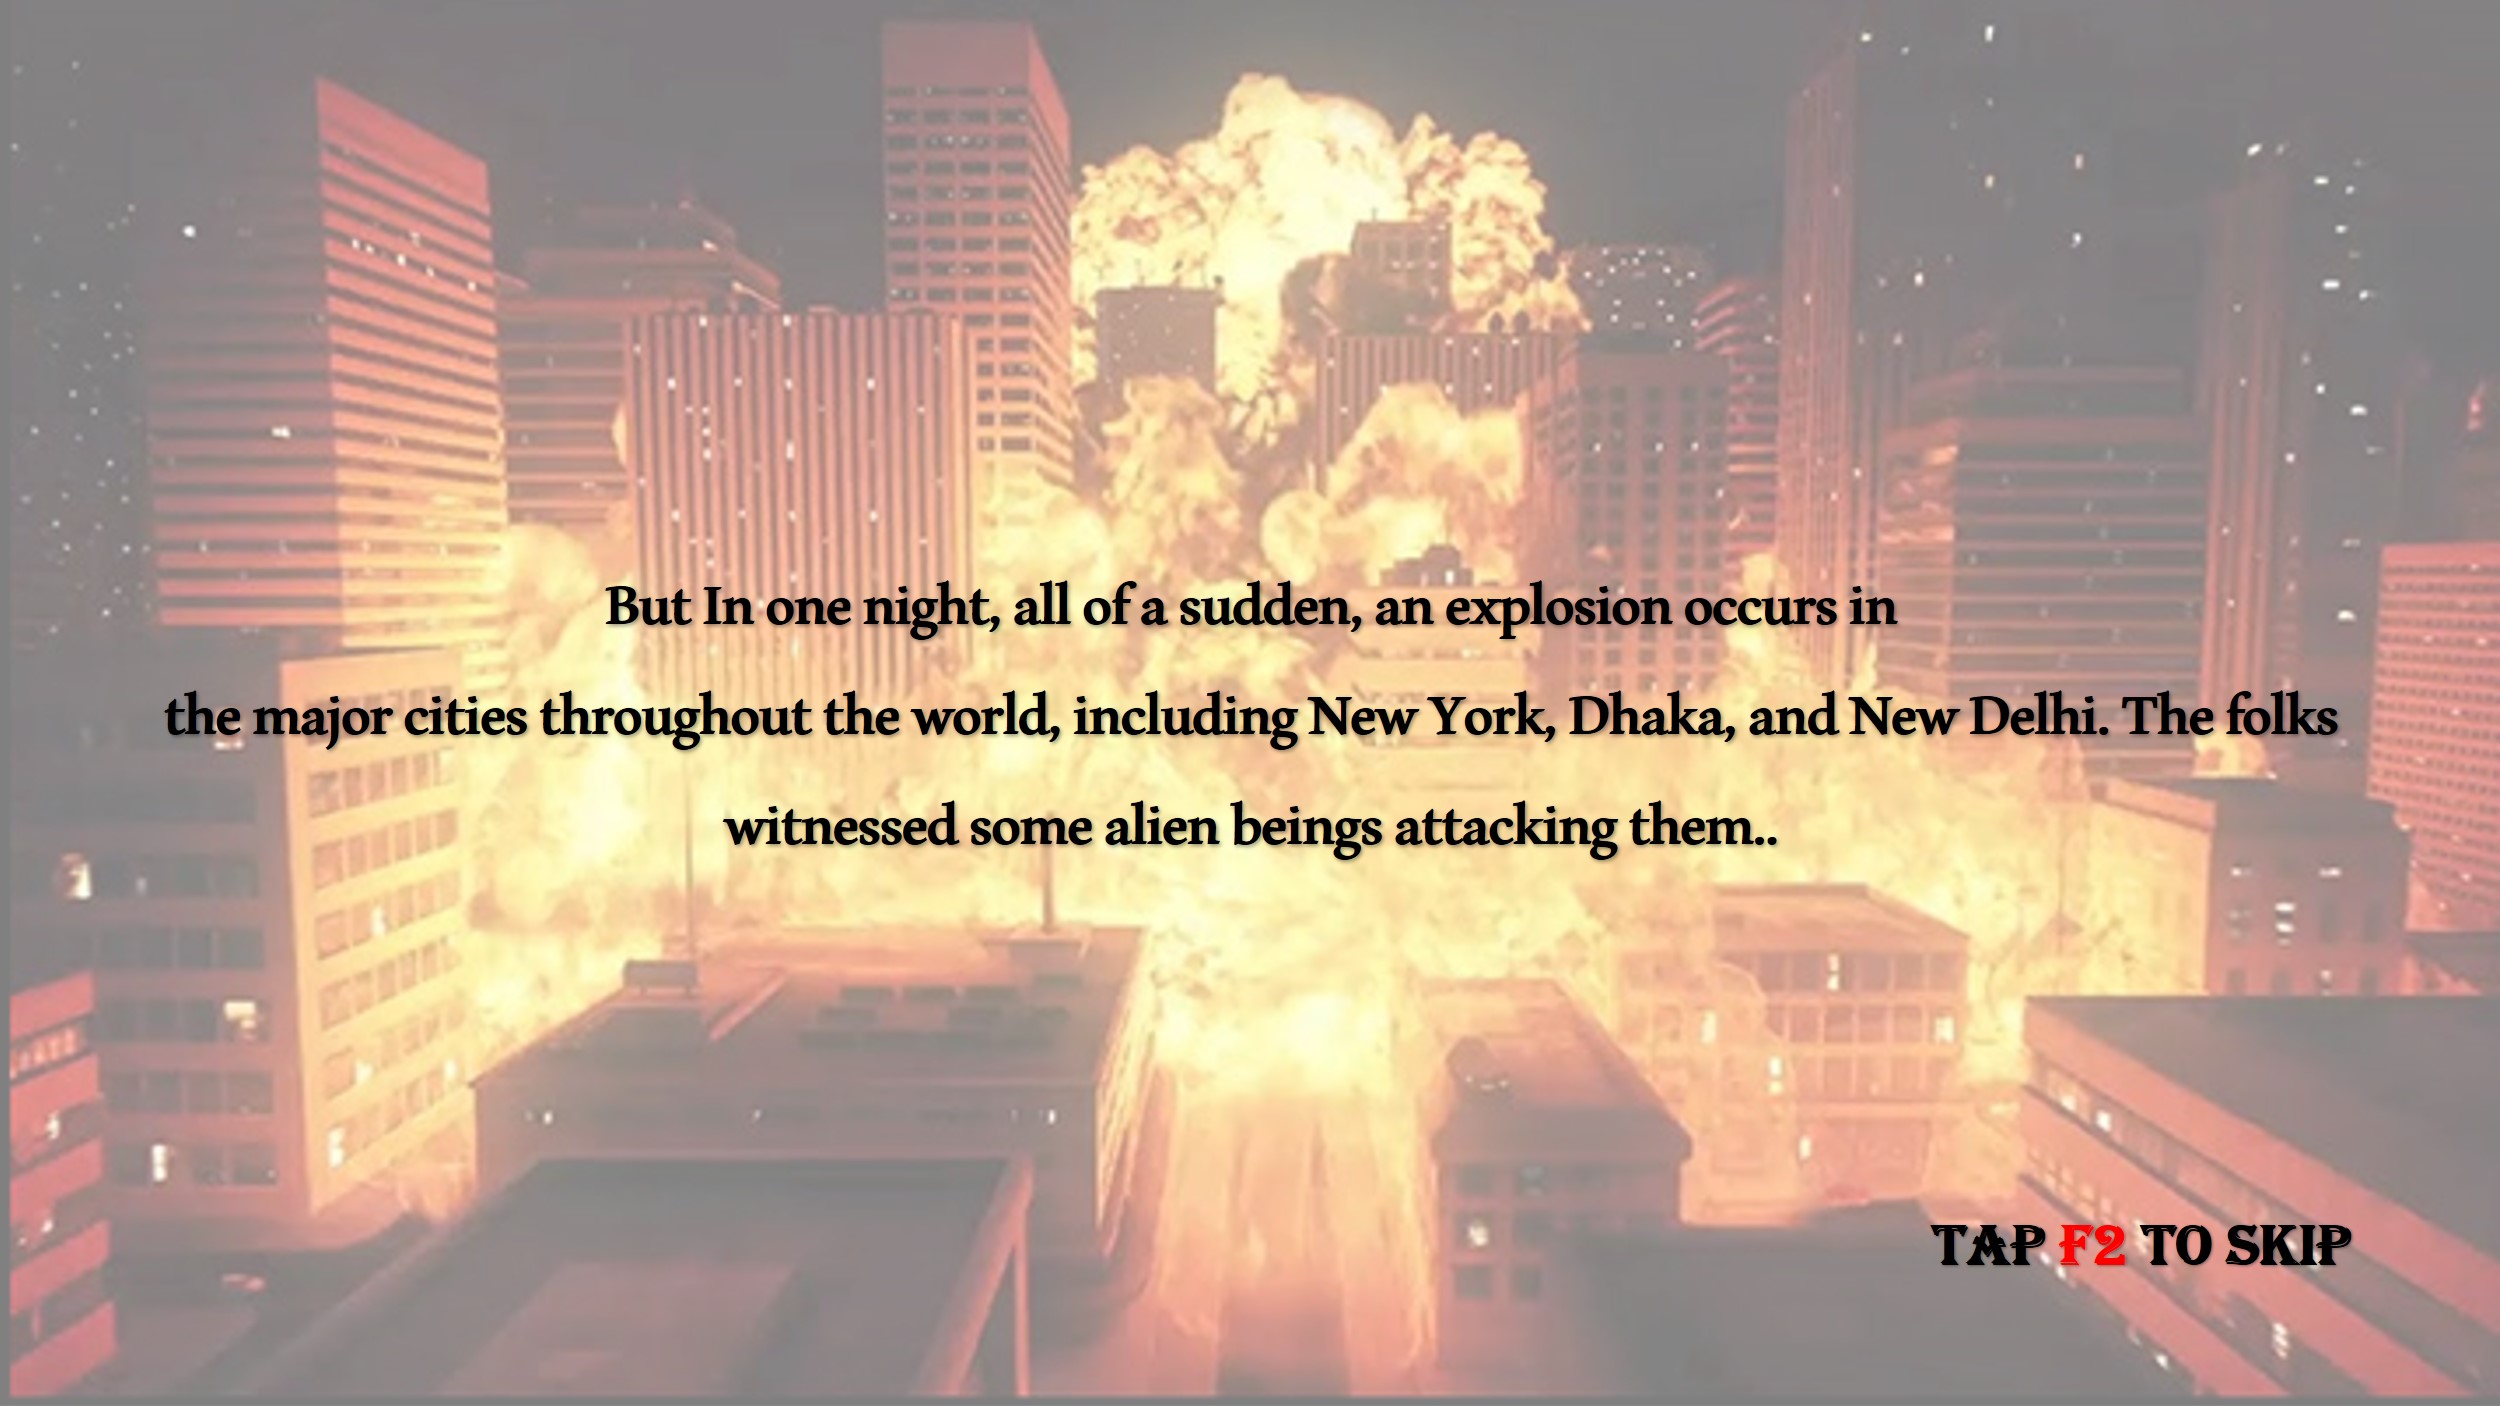 But In one night, all of a sudden, an explosion occurs in
the major cities throughout the world, including New York, Dhaka, and New Delhi. The folks
witnessed some alien beings attacking them..
TAP F2 TO SKIP